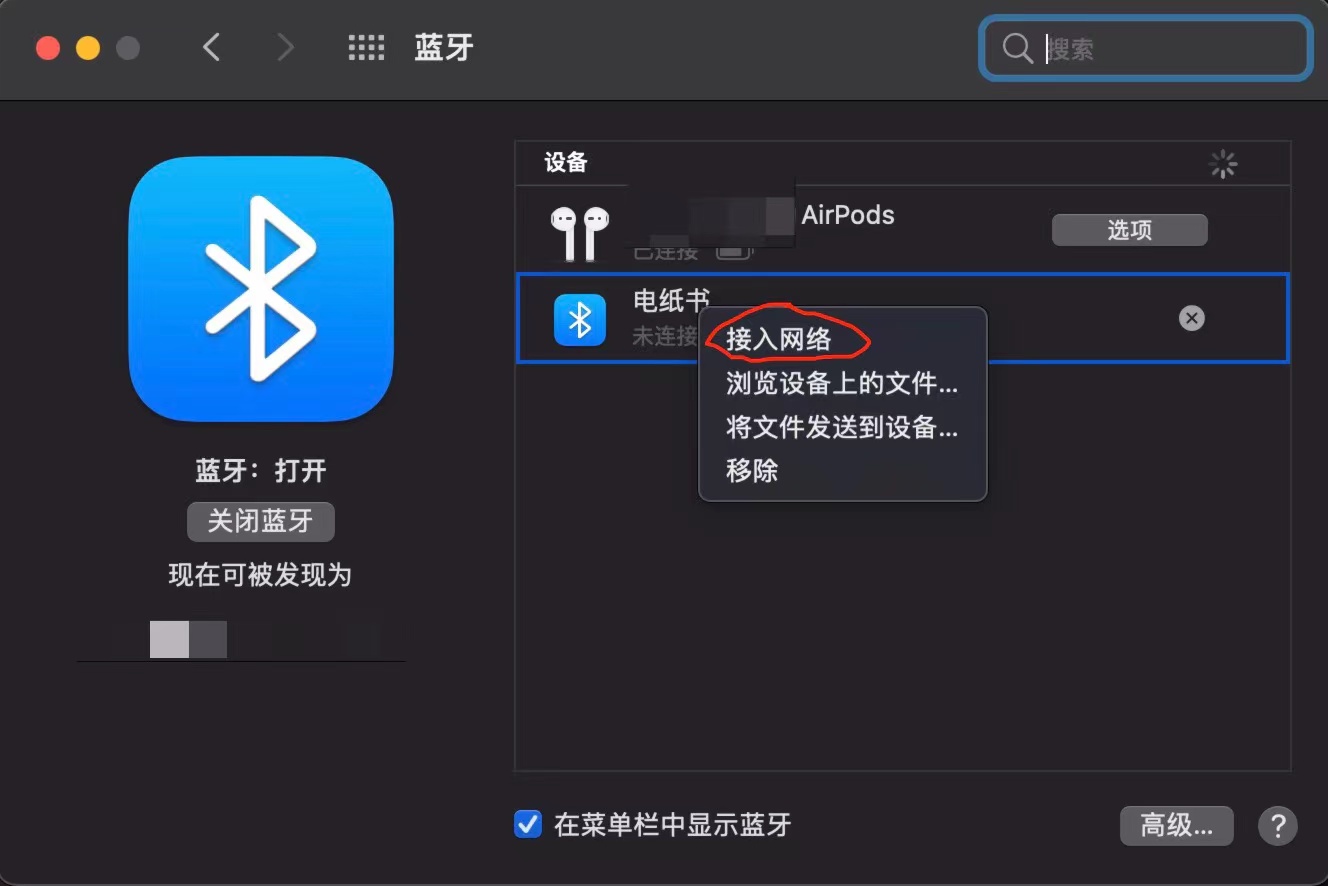 蓝牙
搜索
设备
AirPods
已连接
选项
电纸书
未连接
接入网络
浏览设备上的文件...
将文件发送到设备...
移除
蓝牙：打开
关闭蓝牙
现在可被发现为
在菜单栏中显示蓝牙
高级...
?